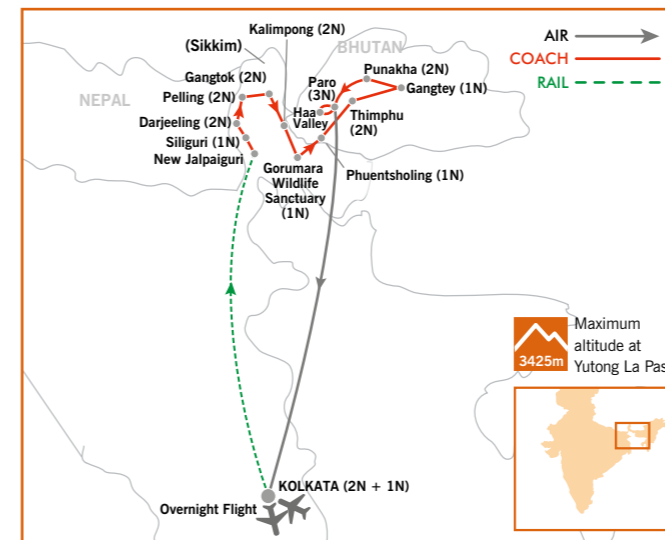 Kalimpong (2N)
(Sikkim)
BHUTAN
AIR
COACH
RAIL
Gangtok (2N)
Punakha (2N)
Paro
(3N)
Gangtey (1N)
NEPAL
Pelling (2N)
Haa
Valley
Thimphu
(2N)
Darjeeling (2N)
Siliguri (1N)
New Jalpaiguri
Gorumara
Wildlife
Sanctuary
(1N)
Phuentsholing (1N)
3425m
Maximum
altitude at
Yutong La Pas
KOLKATA (2N + 1N)
Overnight Flight